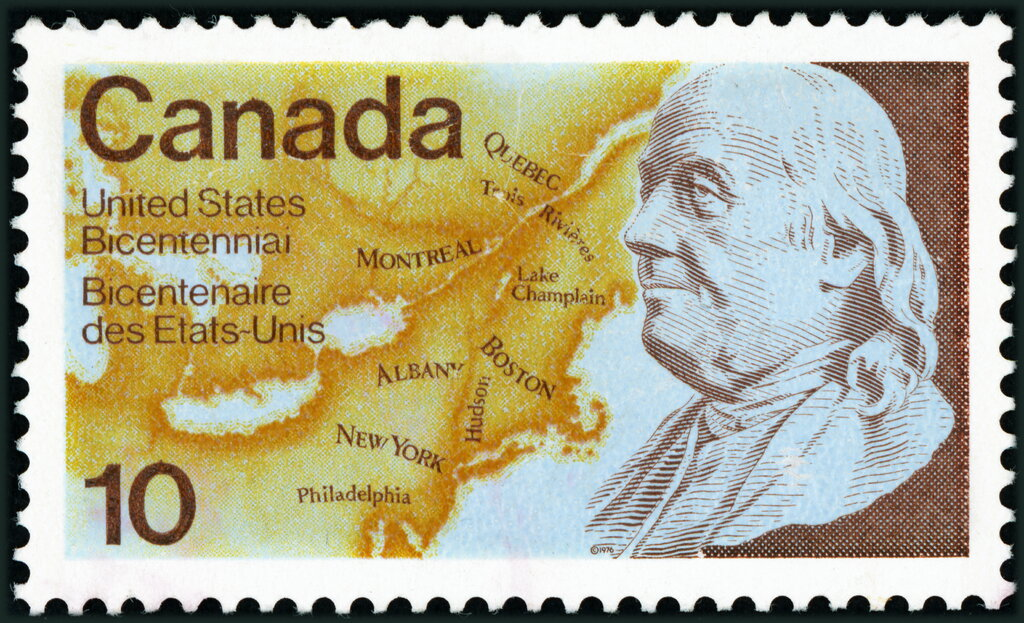 Canada
United States
Bicentennial
Bicentenaire
des Etats-Unis
QUEBEC
Trois Rivières
MONTREAL
Lake
Champlain
ALBANY
BOSTON
Hudson
NEW YORK
Philadelphia
10
©1976